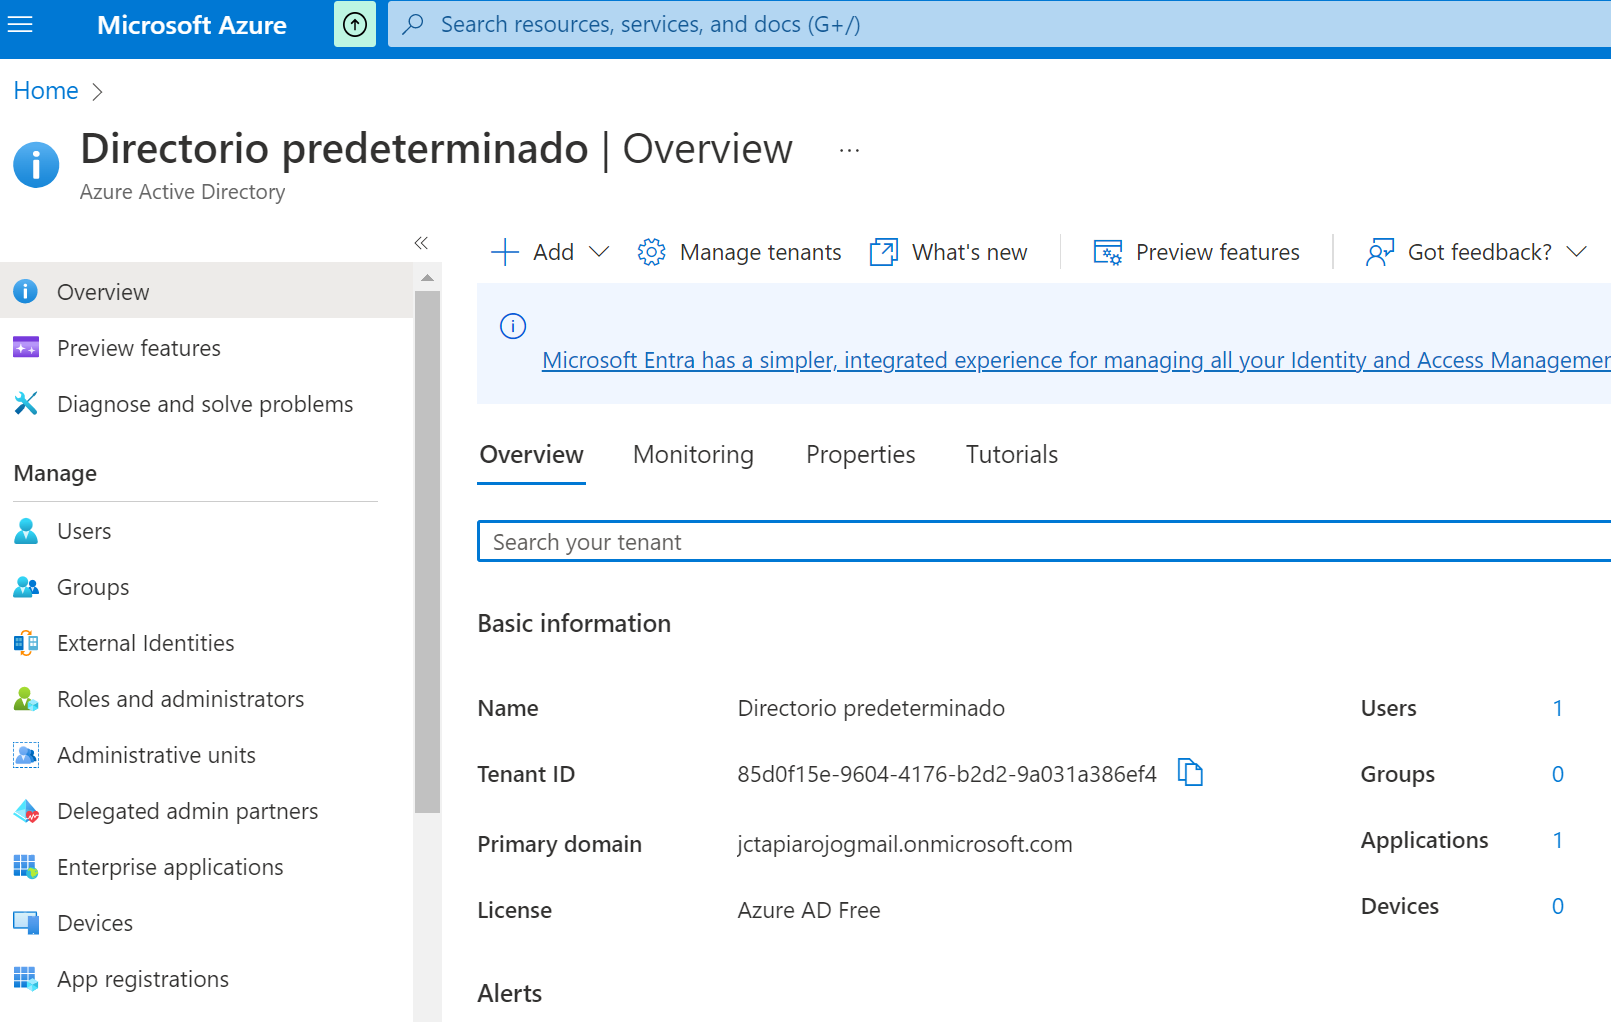 Microsoft Azure
Search resources, services, and docs (G+/)
Home
Directorio predeterminado | Overview ...
Azure Active Directory
Overview
Preview features
Diagnose and solve problems
Manage
Users
Groups
External Identities
Roles and administrators
Administrative units
Delegated admin partners
Enterprise applications
Devices
App registrations
Add
Manage tenants
What's new
Preview features
Got feedback?
Microsoft Entra has a simpler, integrated experience for managing all your Identity and Access Managemen
Overview
Monitoring
Properties
Tutorials
Search your tenant
Basic information
Name Directorio predeterminado
Tenant ID 85d0f15e-9604-4176-b2d2-9a031a386ef4
Primary domain jctapiarojogmail.onmicrosoft.com
License Azure AD Free
Users 1
Groups 0
Applications 1
Devices 0
Alerts